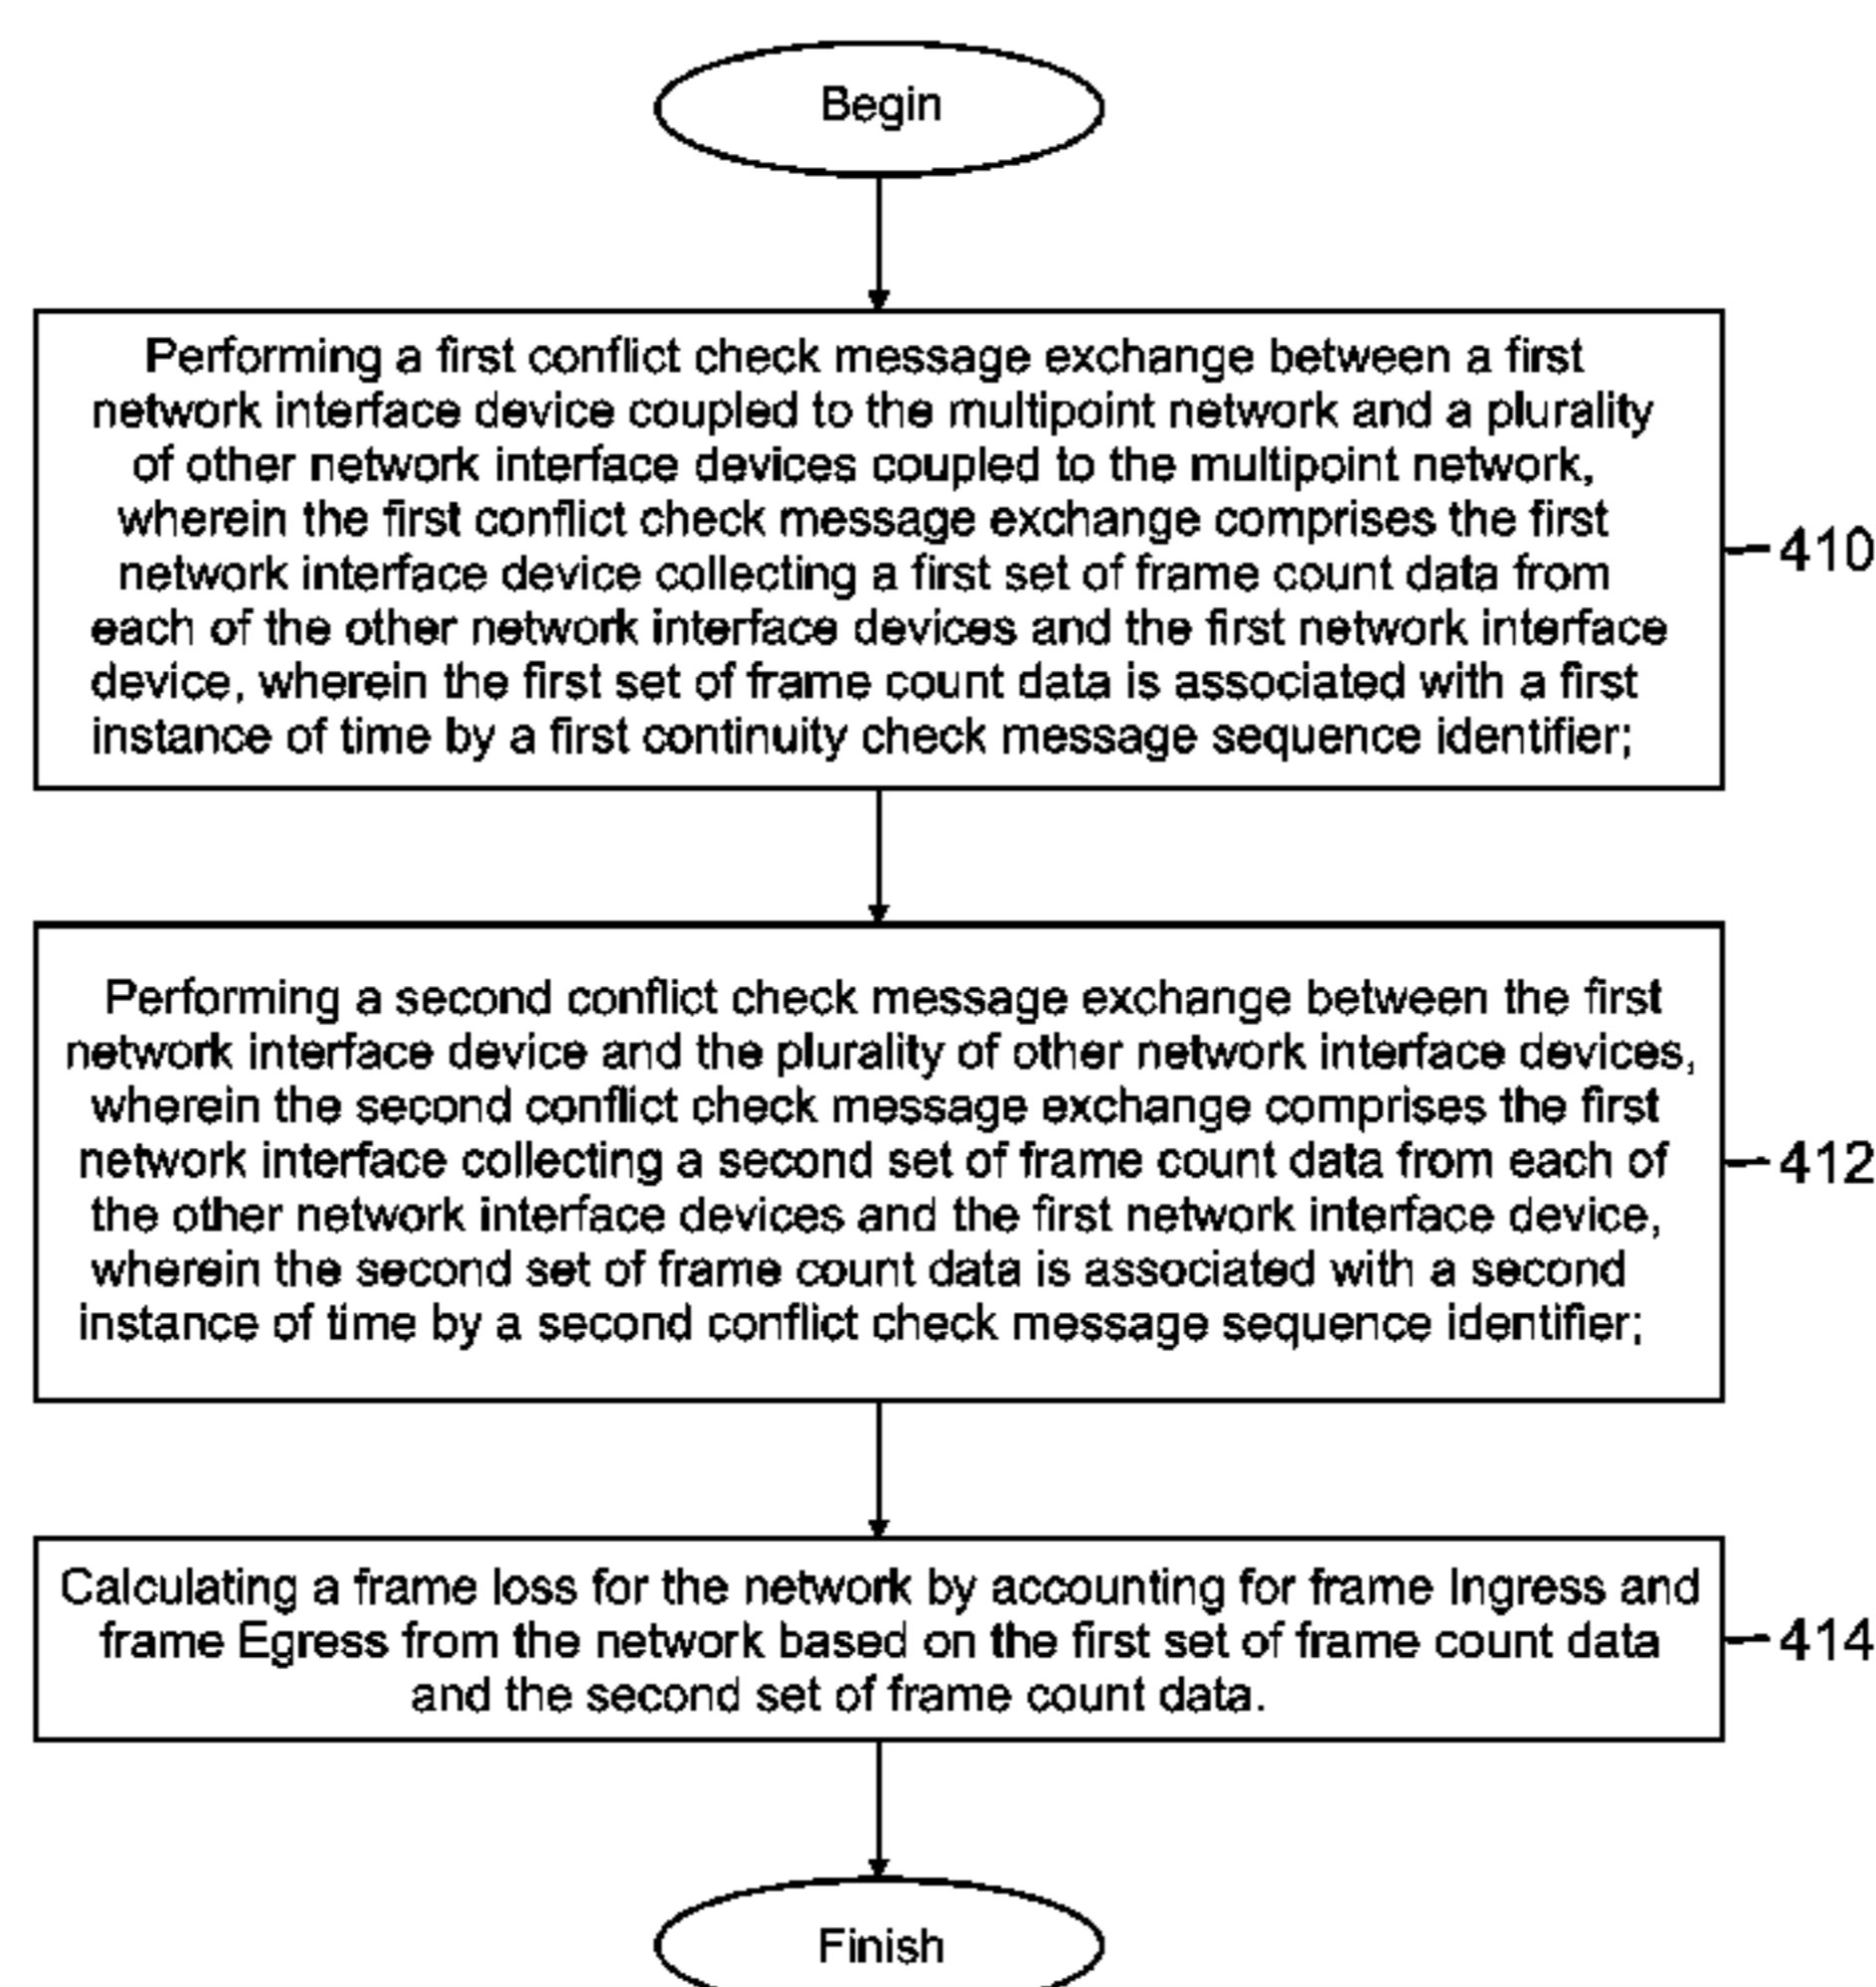 Begin
Performing a first conflict check message exchange between a first
network interface device coupled to the multipoint network and a plurality
of other network interface devices coupled to the multipoint network,
wherein the first conflict check message exchange comprises the first
network interface device collecting a first set of frame count data from
each of the other network interface devices and the first network interface
device, wherein the first set of frame count data is associated with a first
instance of time by a first continuity check message sequence identifier;
410
Performing a second conflict check message exchange between the first
network interface device and the plurality of other network interface devices,
wherein the second conflict check message exchange comprises the first
network interface collecting a second set of frame count data from each of
the other network interface devices and the first network interface device,
wherein the second set of frame count data is associated with a second
instance of time by a second conflict check message sequence identifier;
412
Calculating a frame loss for the network by accounting for frame Ingress and
frame Egress from the network based on the first set of frame count data
and the second set of frame count data.
414
Finish